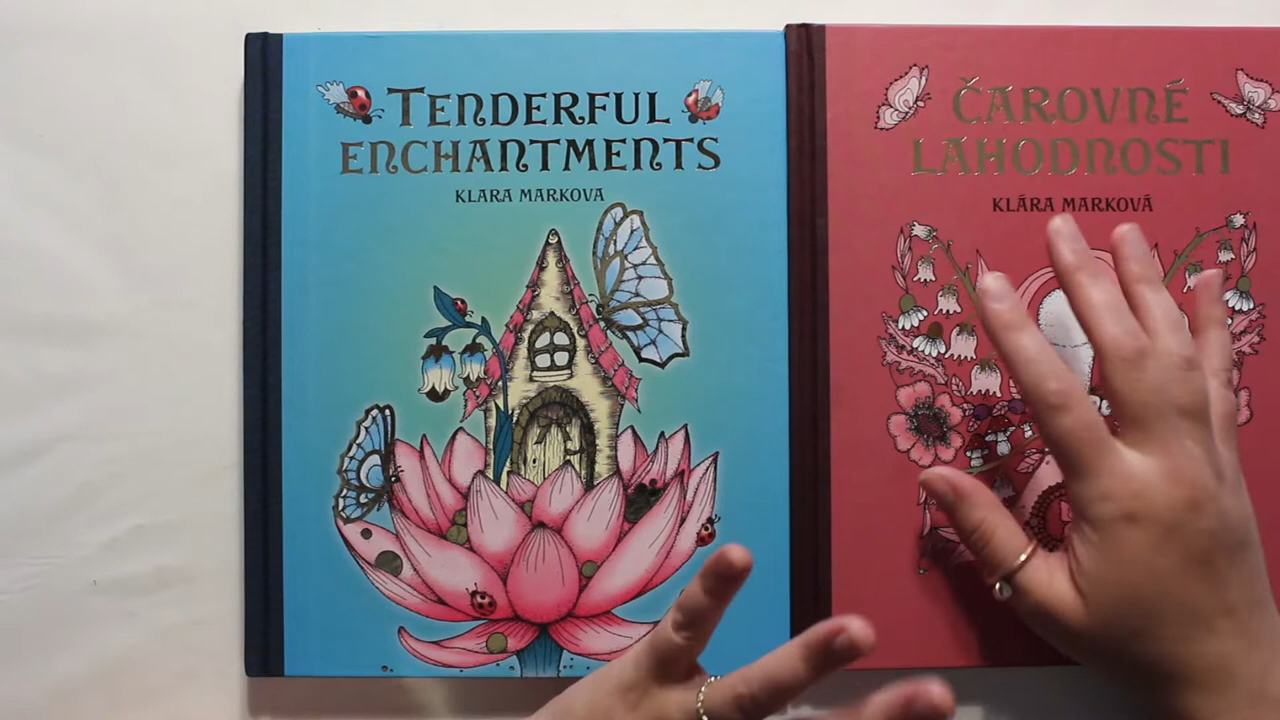 TENDERFUL
ENCHANTMENTS
KLARA MARKOVA
ČAROVNÉ
LAHODNOSTI
KLÁRA MARKOVÁ